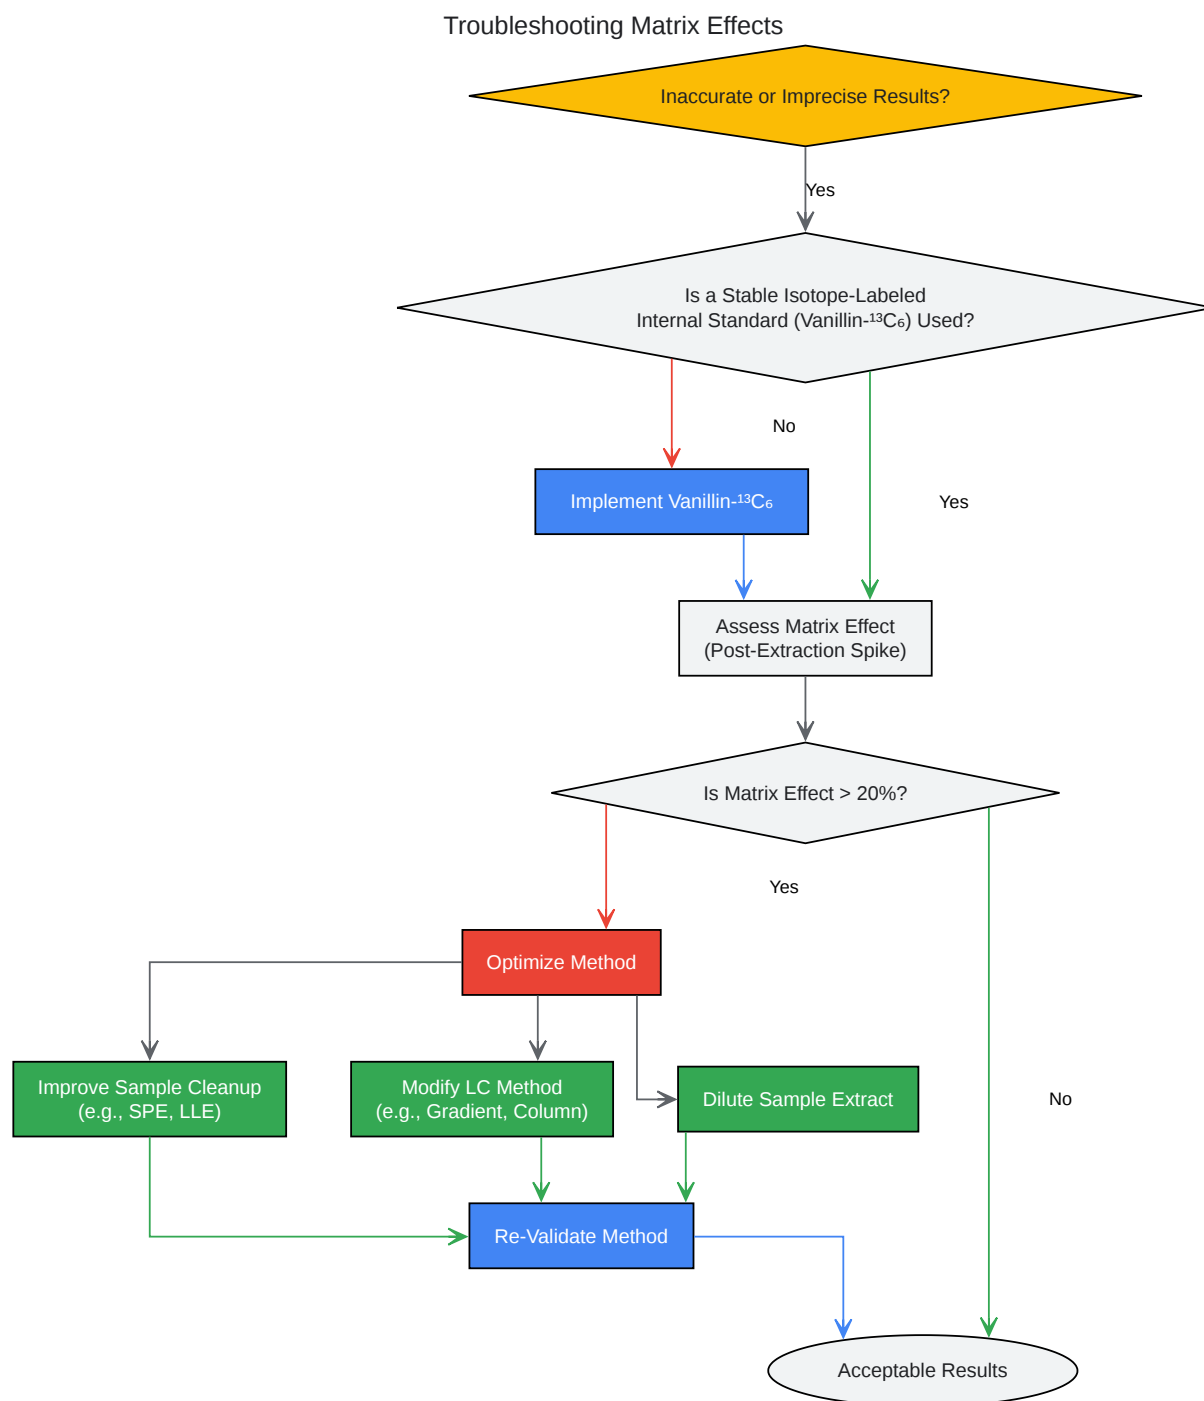 Troubleshooting Matrix Effects
Inaccurate or Imprecise Results?
Yes
Is a Stable Isotope-Labeled
Internal Standard (Vanillin-¹³C₆) Used?
No
Implement Vanillin-¹³C₆
Yes
Assess Matrix Effect
(Post-Extraction Spike)
Is Matrix Effect > 20%?
Yes
Optimize Method
Improve Sample Cleanup
(e.g., SPE, LLE)
Modify LC Method
(e.g., Gradient, Column)
Dilute Sample Extract
No
Re-Validate Method
Acceptable Results